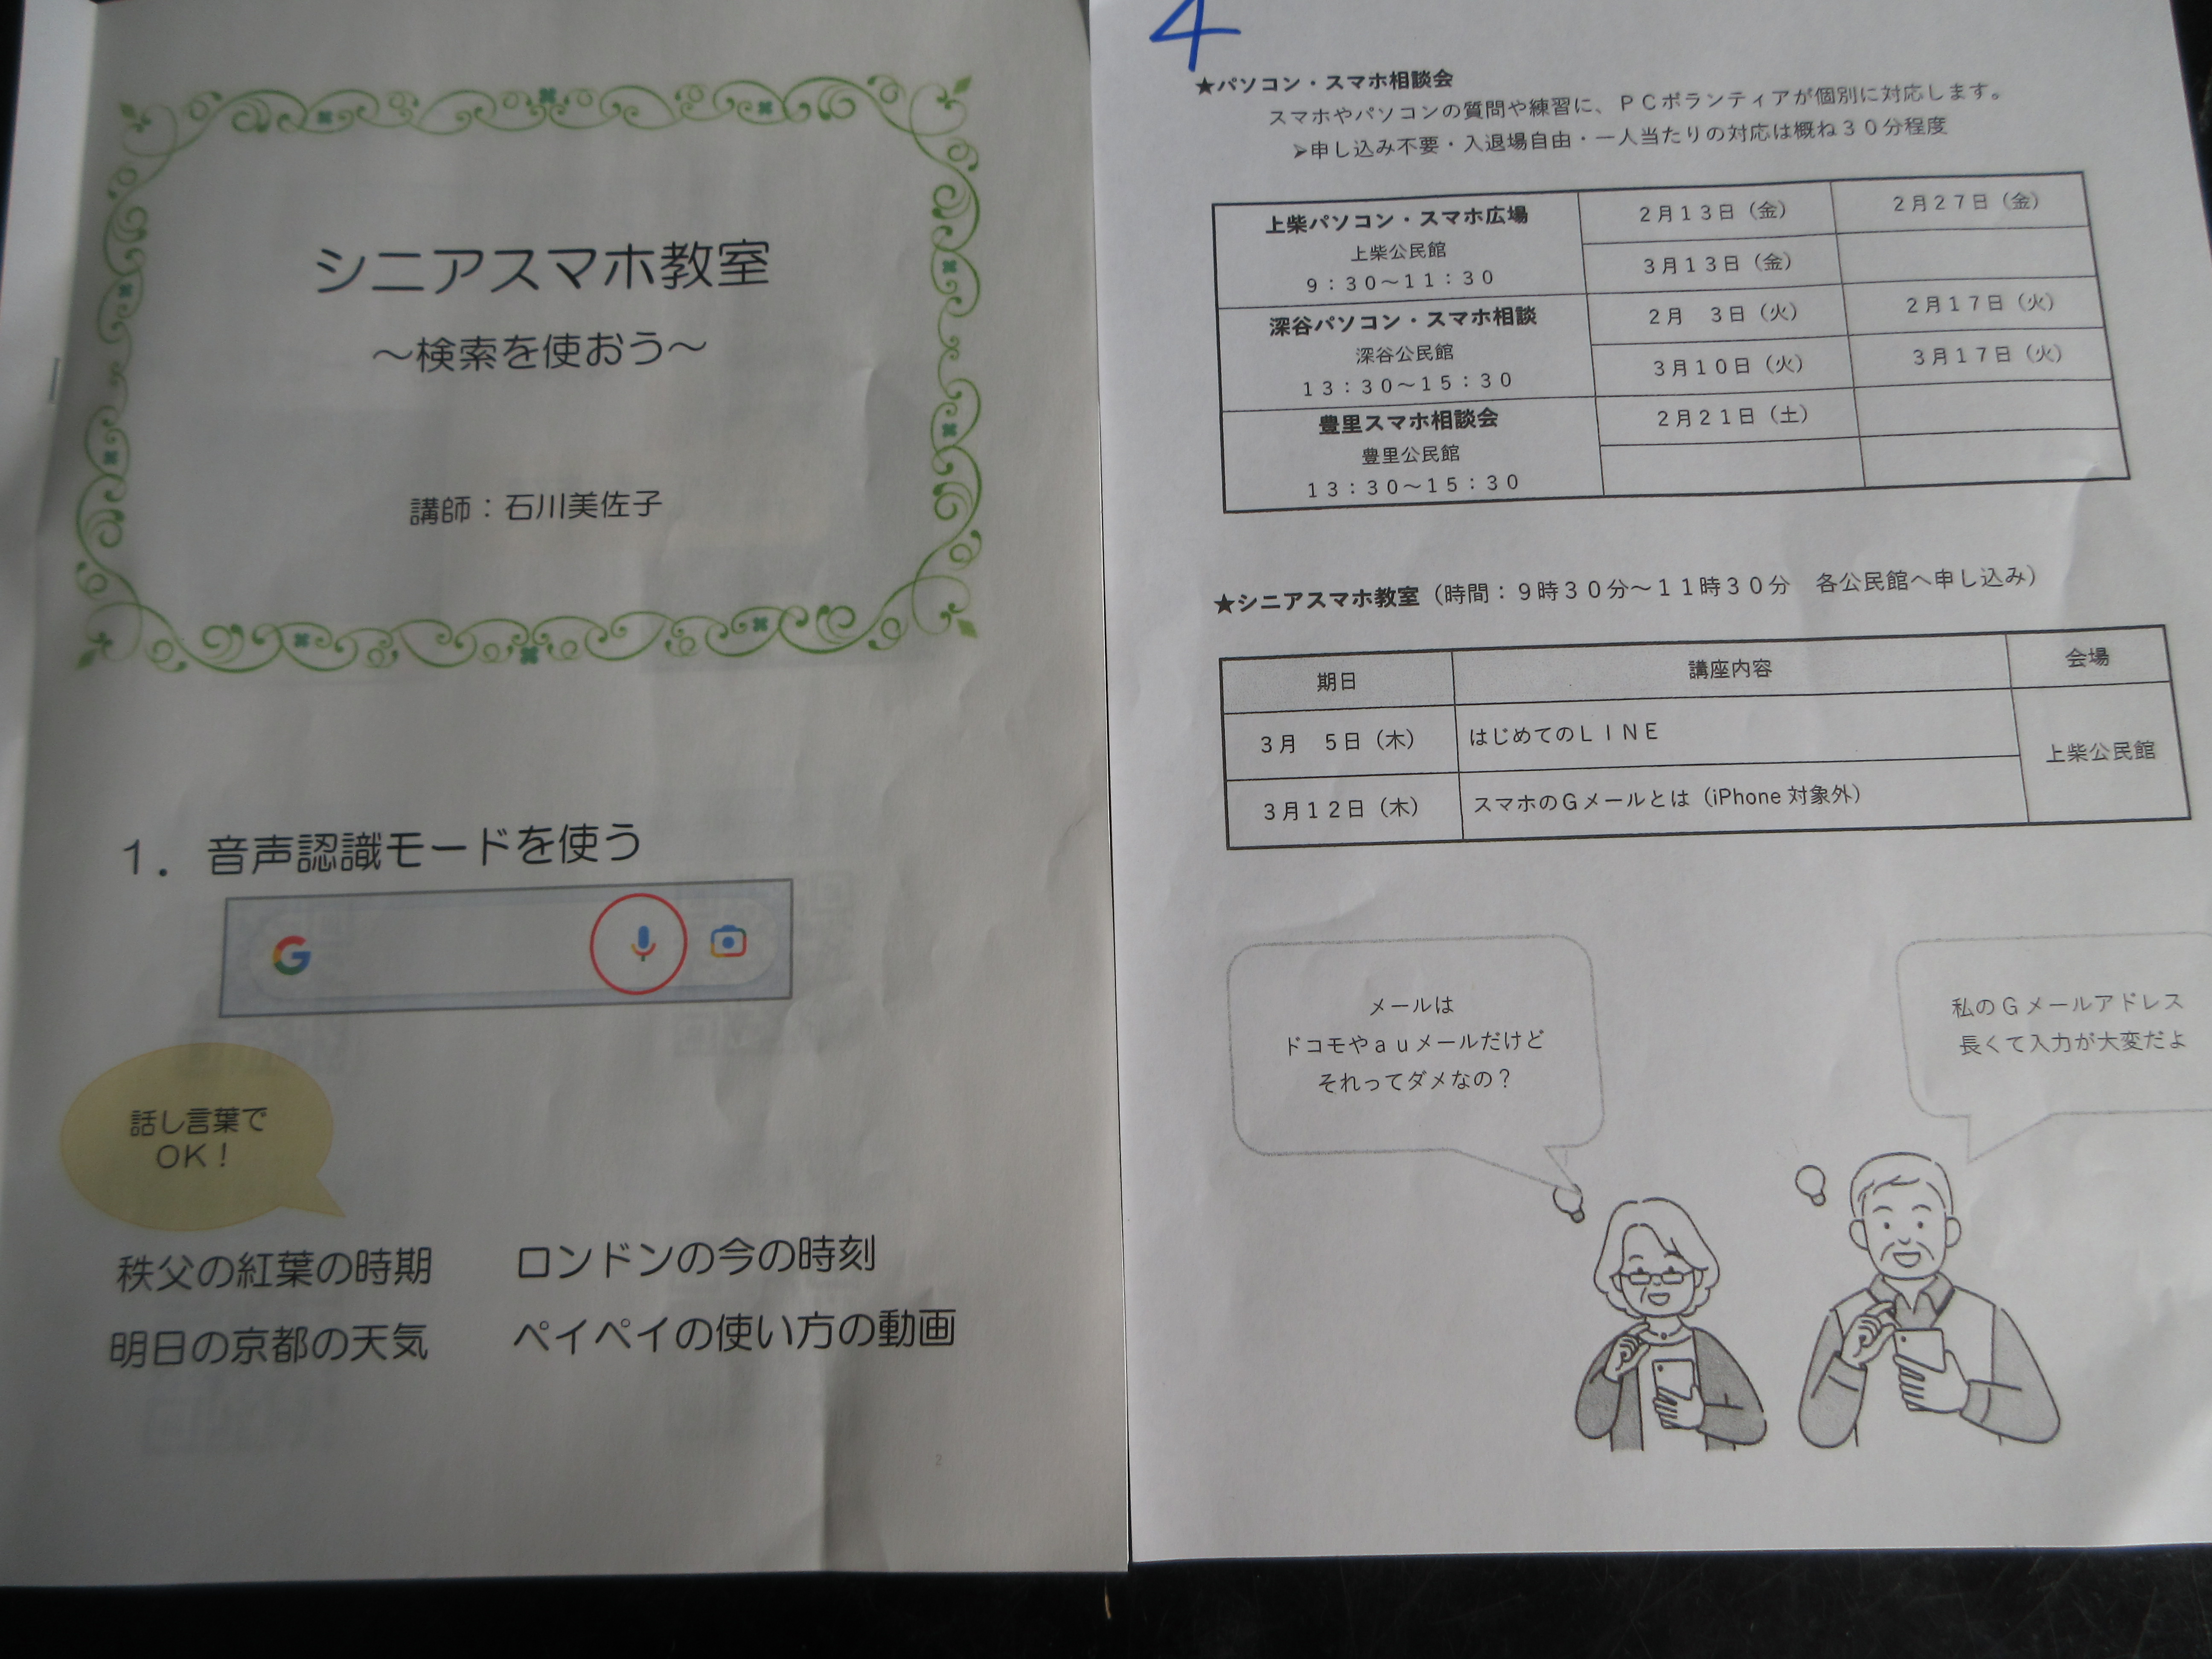 シニアスマホ教室
～検索を使おう～
講師：石川美佐子
１．音声認識モードを使う
G
話し言葉で
OK！
秩父の紅葉の時期
ロンドンの今の時刻
明日の京都の天気
ペイペイの使い方の動画
2
4
★パソコン・スマホ相談会
スマホやパソコンの質問や練習に、ＰＣボランティアが個別に対応します。
➢申し込み不要・入退場自由・一人当たりの対応は概ね３０分程度
上柴パソコン・スマホ広場
上柴公民館
９：３０～１１：３０
２月１３日（金）
２月２７日（金）
３月１３日（金）
深谷パソコン・スマホ相談
深谷公民館
１３：３０～１５：３０
２月　３日（火）
２月１７日（火）
３月１０日（火）
３月１７日（火）
豊里スマホ相談会
豊里公民館
１３：３０～１５：３０
２月２１日（土）
★シニアスマホ教室（時間：９時３０分～１１時３０分　各公民館へ申し込み）
期日
講座内容
会場
３月　５日（木）
はじめてのＬＩＮＥ
上柴公民館
３月１２日（木）
スマホのＧメールとは（iPhone 対象外）
メールは
ドコモやａｕメールだけど
それってダメなの？
私のＧメールアドレス
長くて入力が大変だよ